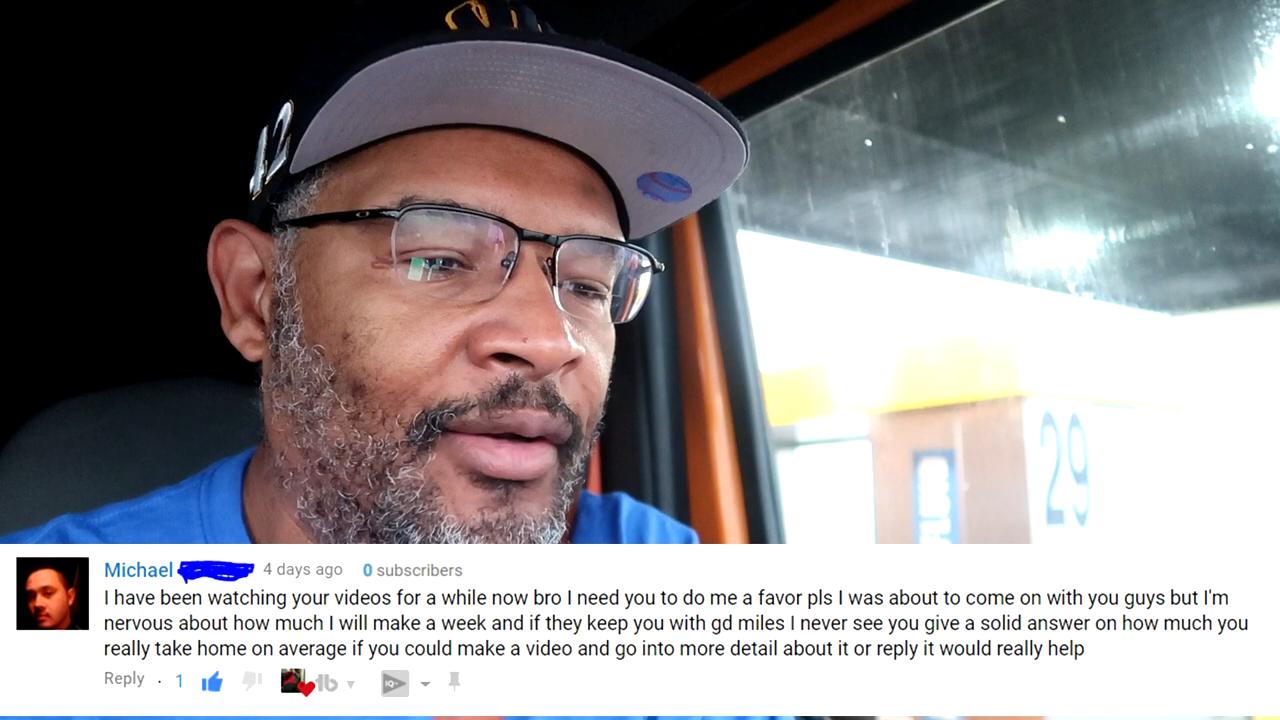 42
29
Michael
4 days ago 0 subscribers
I have been watching your videos for a while now bro I need you to do me a favor pls I was about to come on with you guys but I'm
nervous about how much I will make a week and if they keep you with gd miles I never see you give a solid answer on how much you
really take home on average if you could make a video and go into more detail about it or reply it would really help
Reply · 1